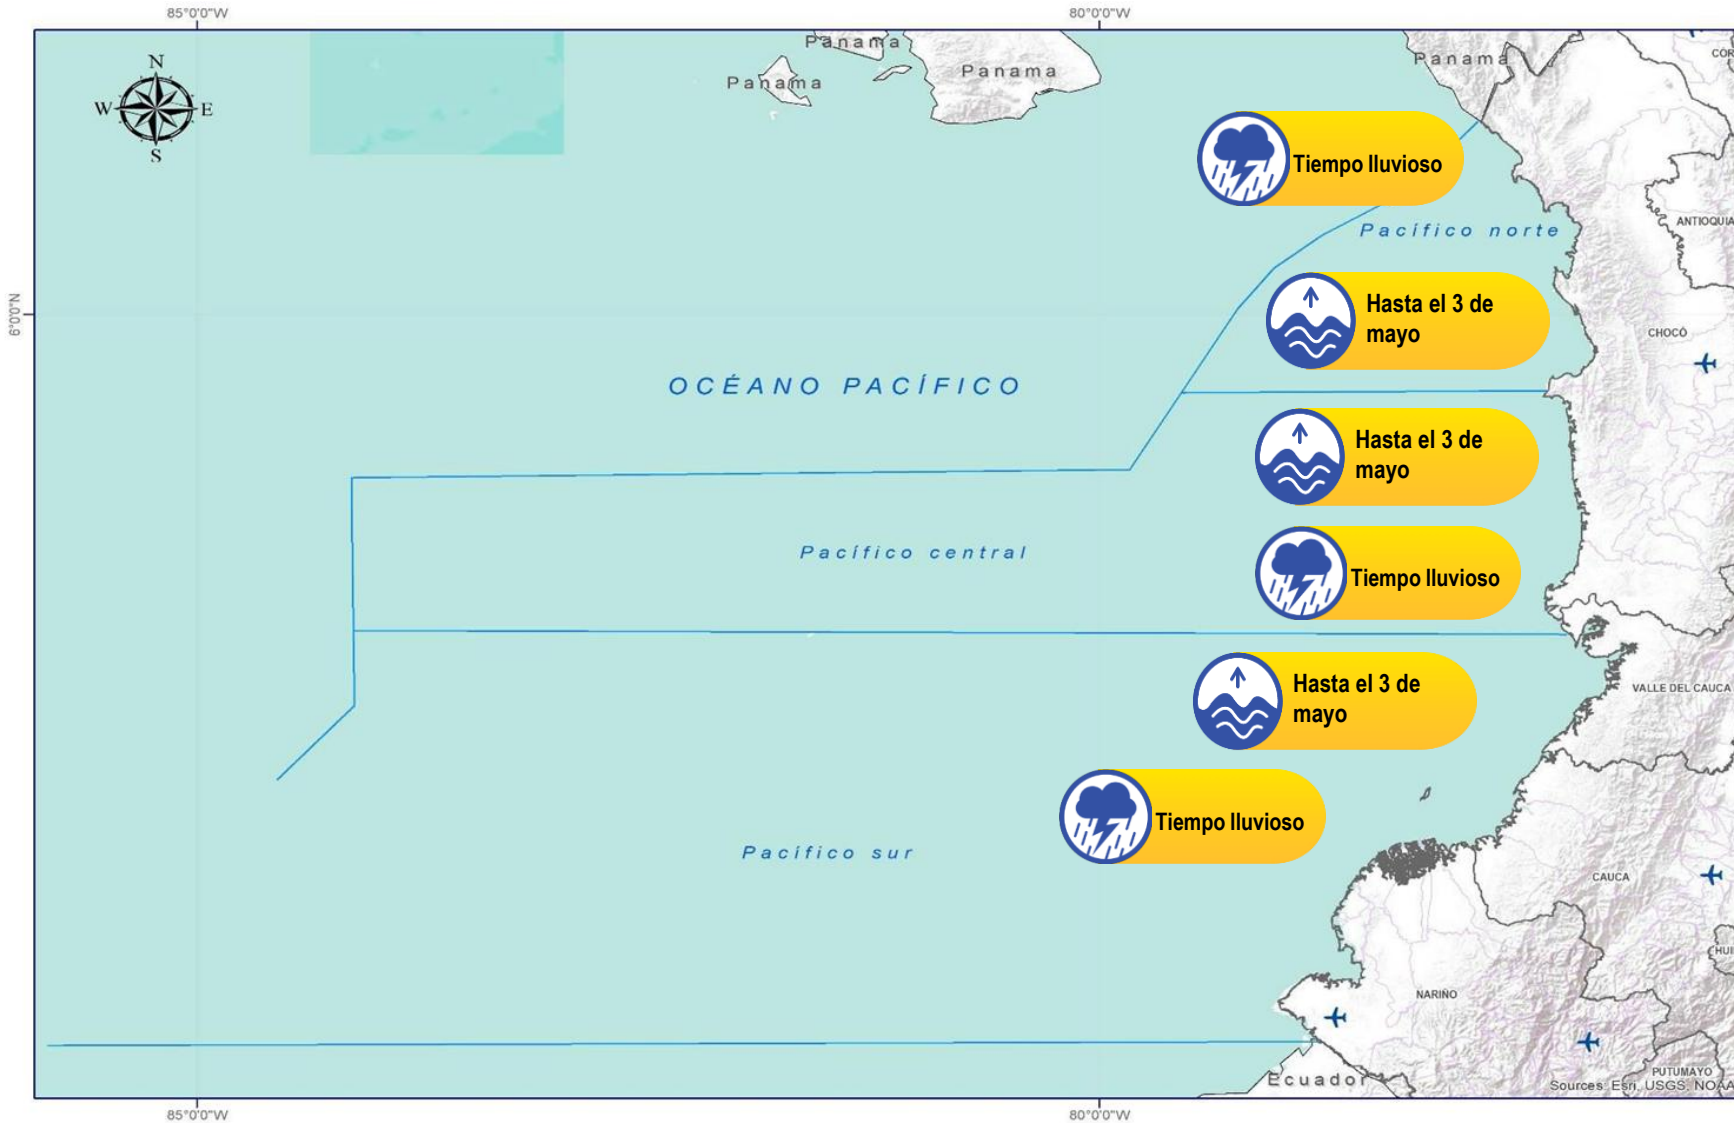 85°0'0"W
80°0'0"W
N
W
E
S
Panama
Panama
Panama
Panama
COR
Tiempo lluvioso
ANTIOQUIA
Pacífico norte
6°0'0"N
Hasta el 3 de
mayo
CHOCÓ
OCÉANO PACÍFICO
Hasta el 3 de
mayo
Pacífico central
Tiempo lluvioso
Hasta el 3 de
mayo
VALLE DEL CAUCA
Tiempo lluvioso
Pacífico sur
CAUCA
HUI
NARIÑO
PUTUMAYO
Ecuador
Sources: Esri, USGS, NOAA
85°0'0"W
80°0'0"W